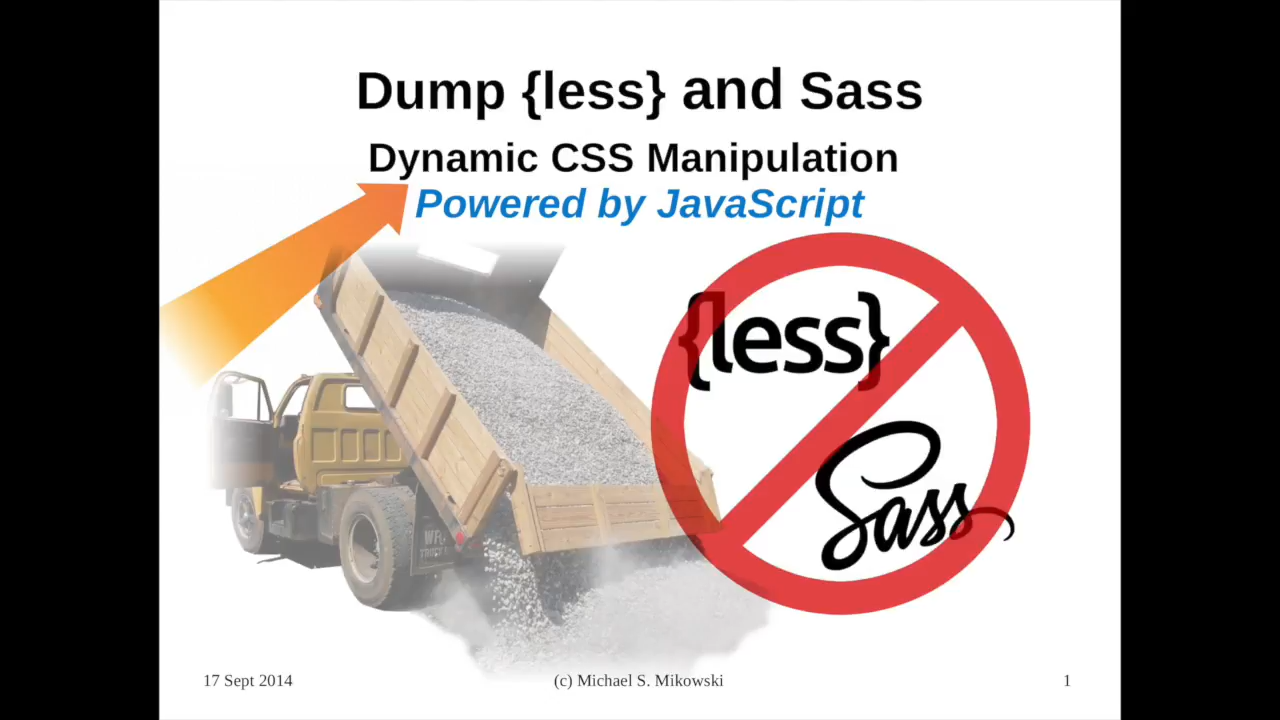 Dump {less} and Sass
Dynamic CSS Manipulation
Powered by JavaScript
{less}
Sass
17 Sept 2014
(c) Michael S. Mikowski
1